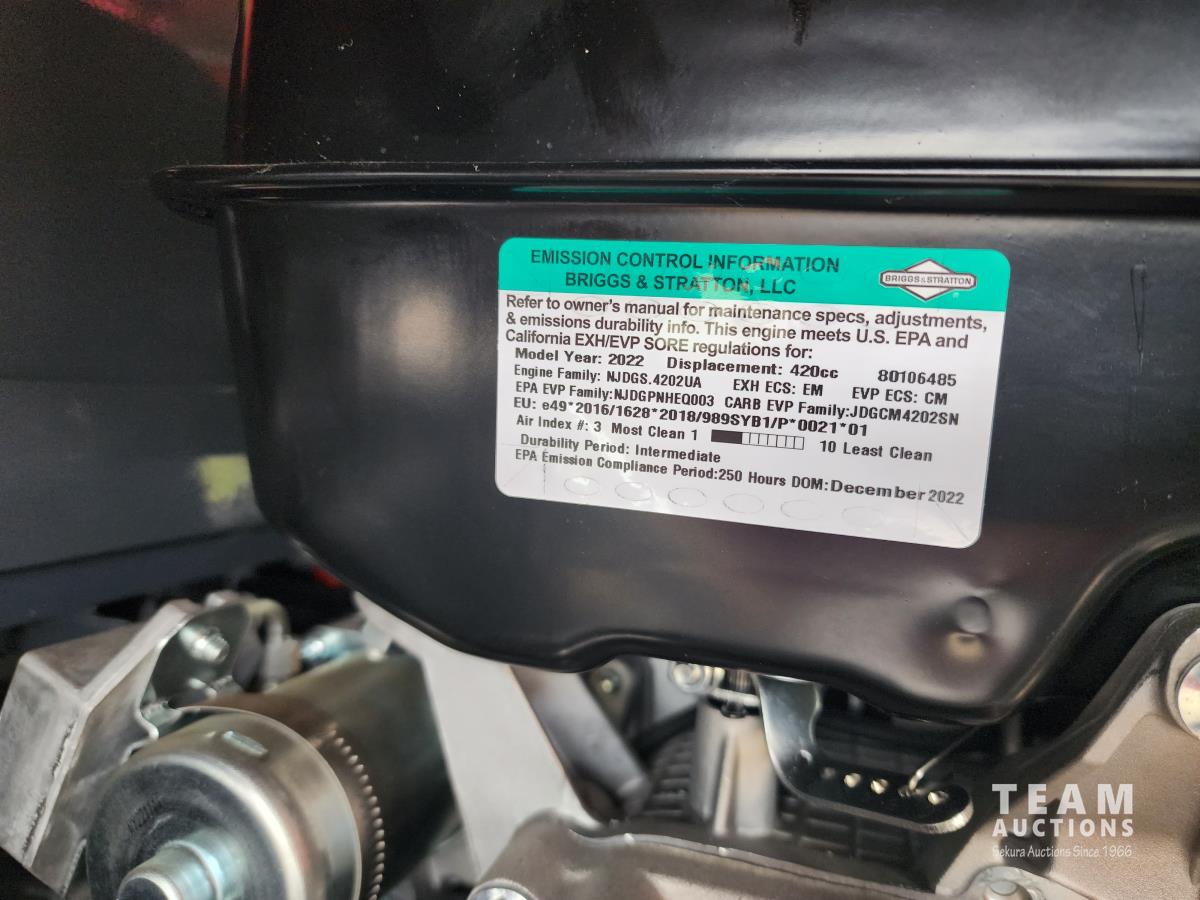 EMISSION CONTROL INFORMATION
BRIGGS & STRATTON, LLC
BRIGGS & STRATTON
Refer to owner's manual for maintenance specs, adjustments,
& emissions durability info. This engine meets U.S. EPA and
California EXH/EVP SORE regulations for:
Model Year: 2022 Displacement: 420cc 80106485
Engine Family: NJDGS.4202UA EXH ECS: EM EVP ECS: CM
EPA EVP Family:NJDGPNHEQ003 CARB EVP Family:JDGCM4202SN
EU: e49*2016/1628*2018/989SYB1/P*0021*01
Air Index #: 3 Most Clean 1 10 Least Clean
Durability Period: Intermediate
EPA Emission Compliance Period:250 Hours DOM:December 2022
TEAM
AUCTIONS
Sekura Auctions Since 1966